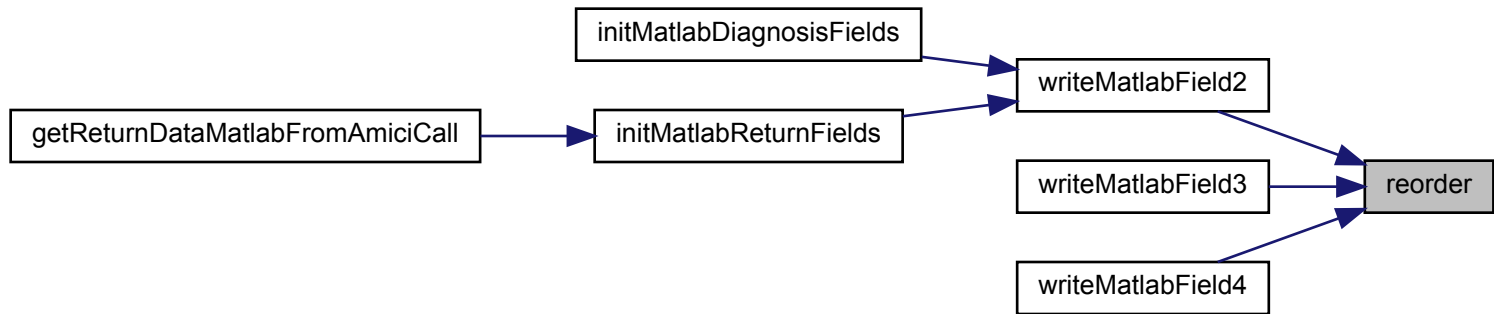 initMatlabDiagnosisFields
writeMatlabField2
getReturnDataMatlabFromAmiciCall
initMatlabReturnFields
writeMatlabField3
reorder
writeMatlabField4